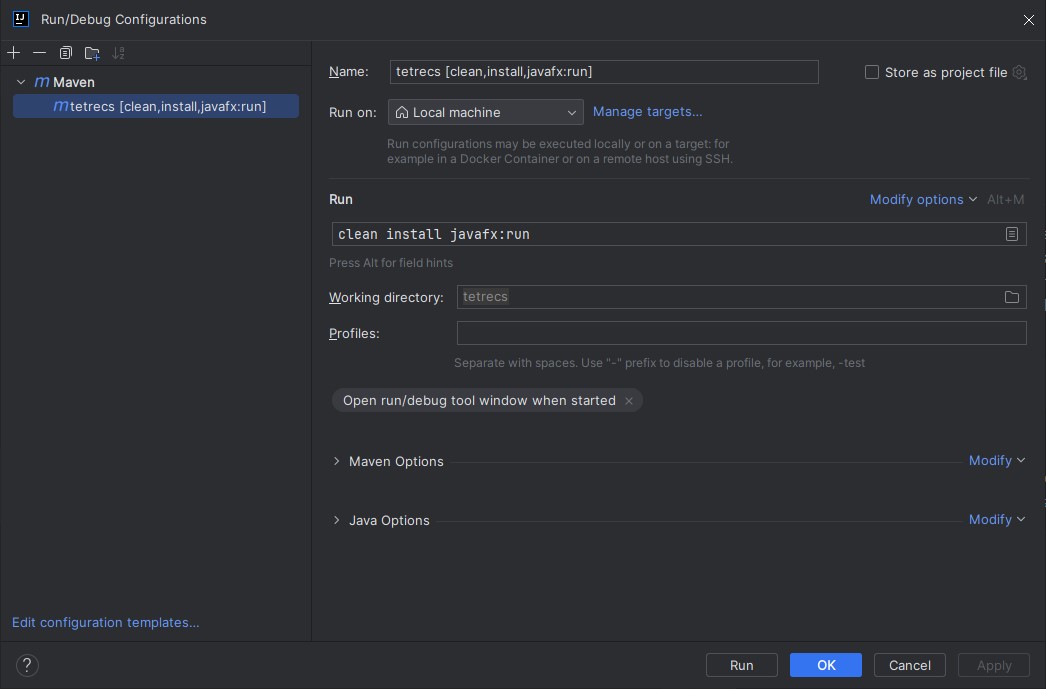 Run/Debug Configurations
Maven
tetrecs [clean,install,javafx:run]
Edit configuration templates...
Name: tetrecs [clean,install,javafx:run] Store as project file
Run on: Local machine Manage targets...
Run configurations may be executed locally or on a target: for
example in a Docker Container or on a remote host using SSH.
Run Modify options Alt+M
clean install javafx:run
Press Alt for field hints
Working directory: tetrecs
Profiles:
Separate with spaces. Use "-" prefix to disable a profile, for example, -test
Open run/debug tool window when started
Maven Options Modify
Java Options Modify
? Run OK Cancel Apply